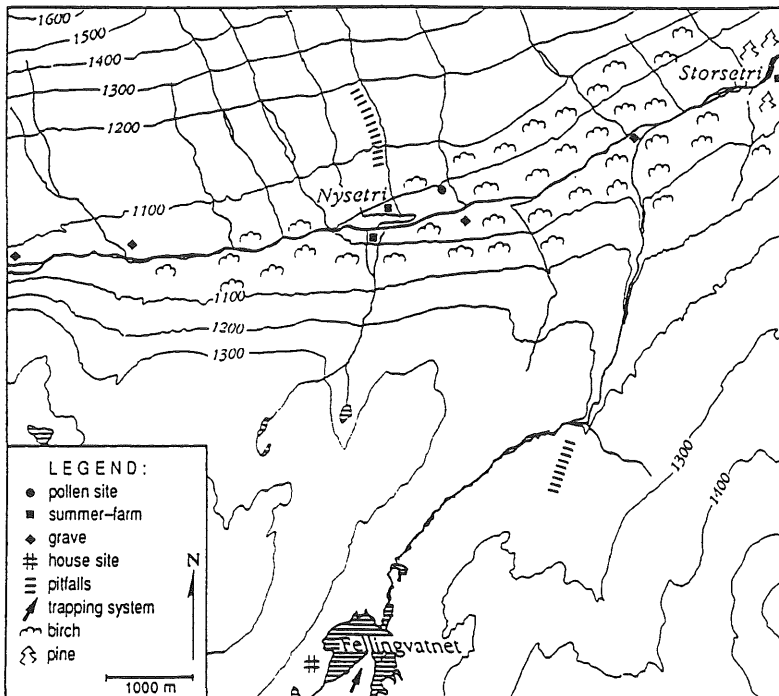 1600
1500
1400
1300
1200
Storsetri
Nysetri
1100
1100
1200
1300
1300
1400
LEGEND:
pollen site
summer-farm
grave
house site
pitfalls
trapping system
birch
pine
N
1000 m
Fellingvatnet